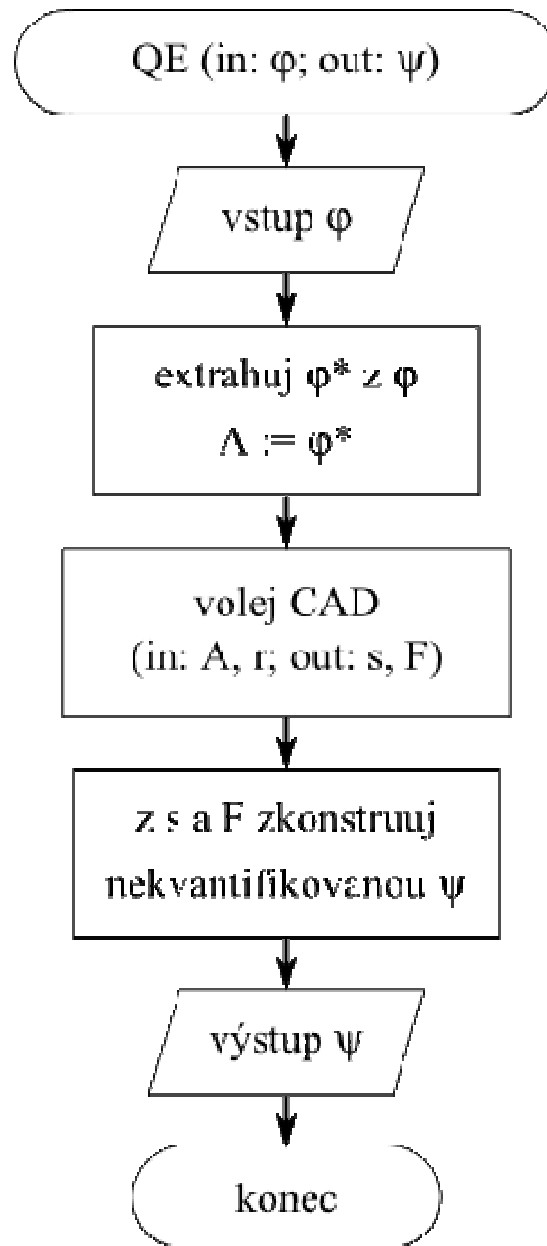 QE (in: φ; out: ψ)
vstup φ
extrahuj φ* z φ
A := φ*
volej CAD
(in: A, r; out: s, F)
z s a F zkonstruuj
nekvantifikovanou ψ
výstup ψ
konec